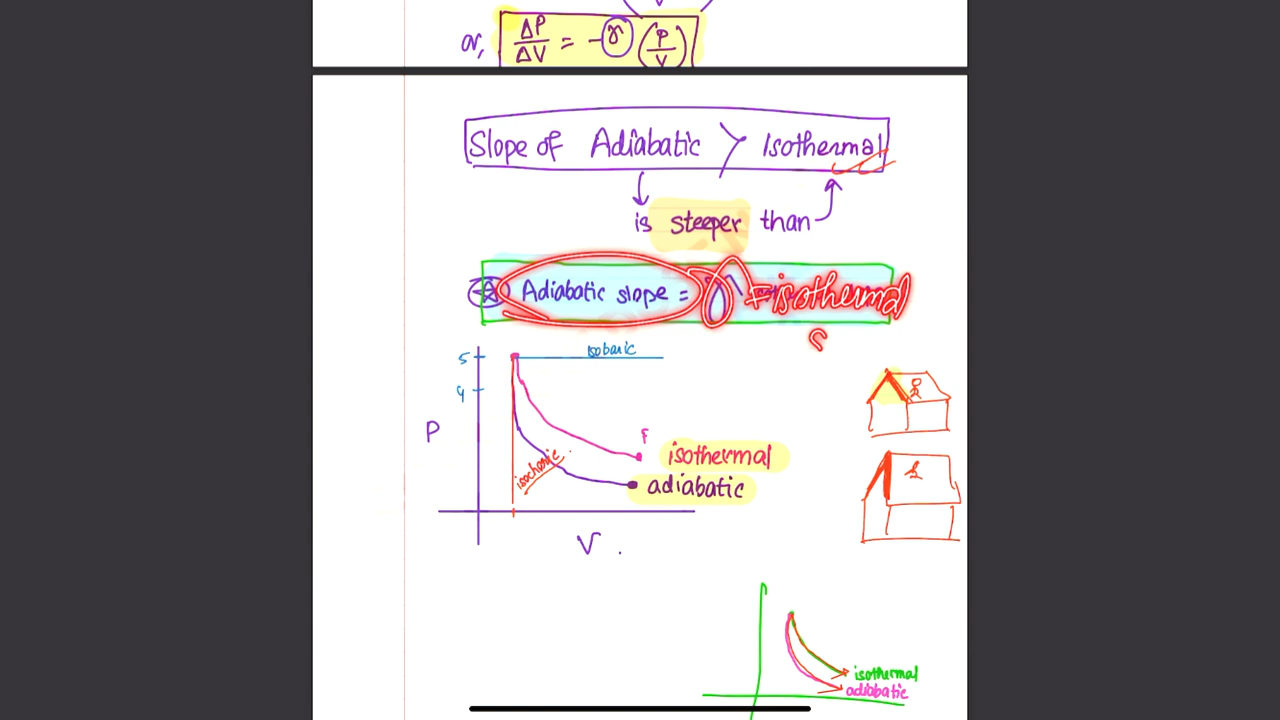 or, ΔP/ΔV = -γ (P/V)
Slope of Adiabatic > Isothermal
is steeper than
Adiabatic slope = γ isothermal
S
5 isobaric
4
P
F
isothermal
isochoric
adiabatic
V
isothermal
adiabatic